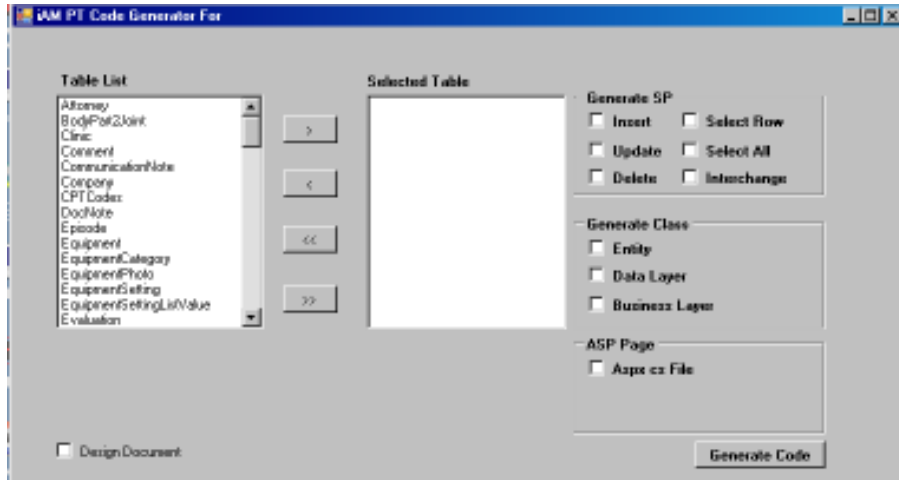 iAM PT Code Generator For
Table List
Selected Table
Attorney
BodyPart2Joint
Clinic
Comment
CommunicationNote
Company
CPTCodes
DocNote
Episode
Equipment
EquipmentCategory
EquipmentPhoto
EquipmentSetting
EquipmentSettingListValue
Evaluation
>
<
<<
>>
Generate SP
Insert
Select Row
Update
Select All
Delete
Interchange
Generate Class
Entity
Data Layer
Business Layer
ASP Page
Aspx cs File
Design Document
Generate Code